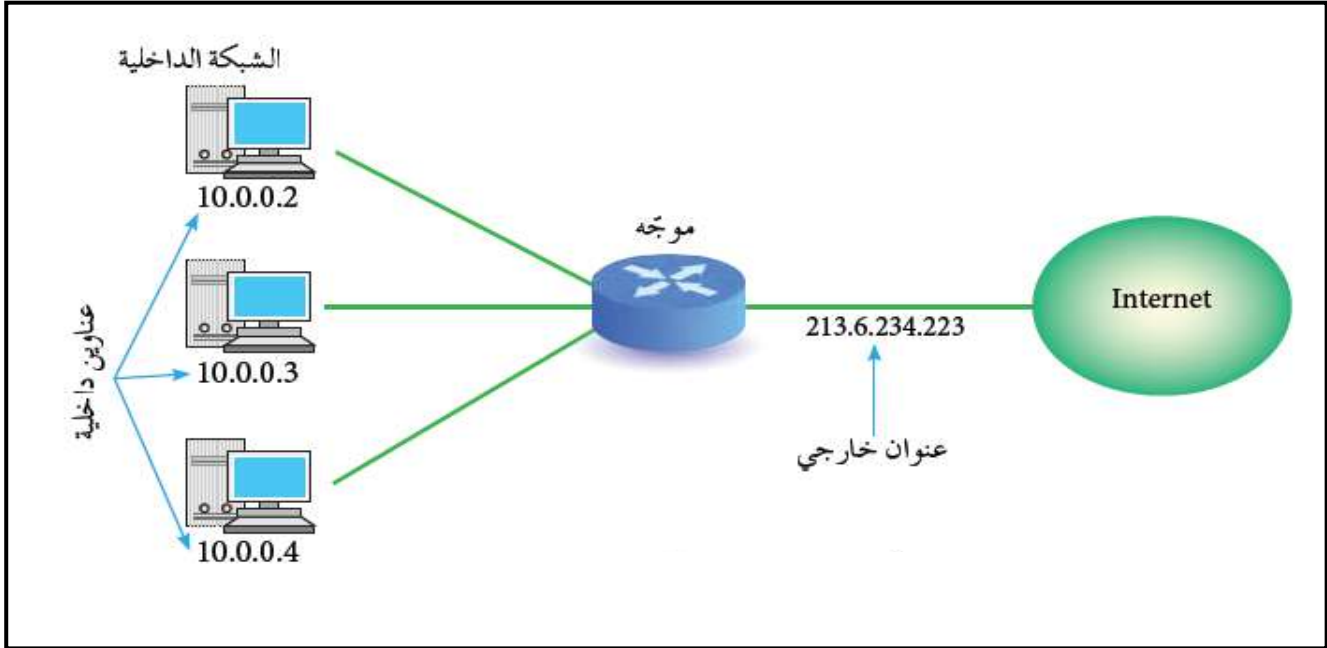 الشبكة الداخلية
10.0.0.2
10.0.0.3
10.0.0.4
عناوين داخلية
موجّه
213.6.234.223
عنوان خارجي
Internet